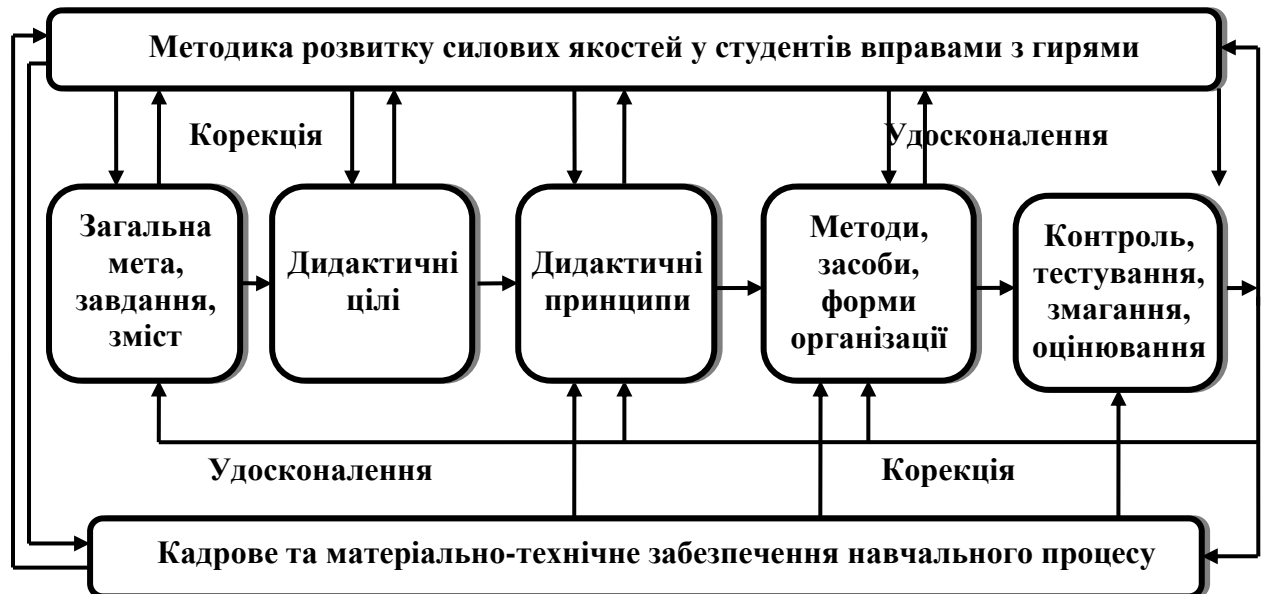 Методика розвитку силових якостей у студентів вправами з гирями
Корекція
Удосконалення
Загальна
мета,
завдання,
зміст
Дидактичні
цілі
Дидактичні
принципи
Методи,
засоби,
форми
організації
Контроль,
тестування,
змагання,
оцінювання
Удосконалення
Корекція
Кадрове та матеріально-технічне забезпечення навчального процесу